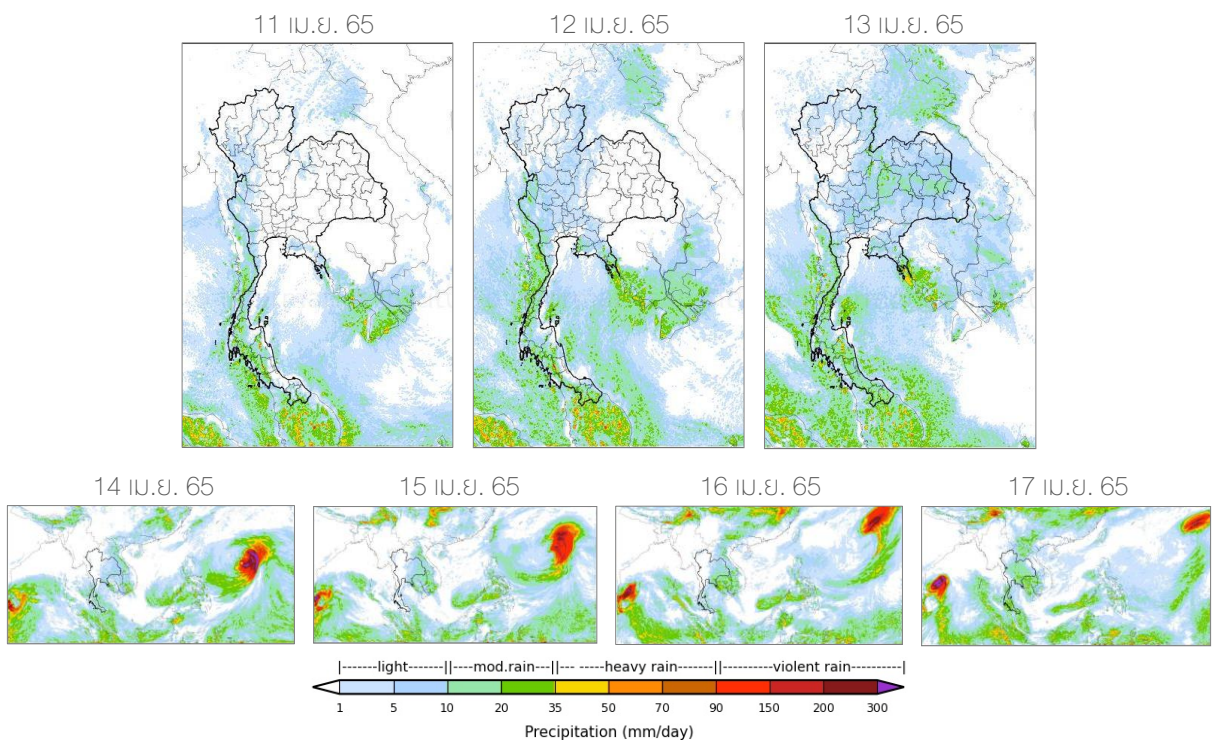 11 เม.ย. 65
12 เม.ย. 65
13 เม.ย. 65
14 เม.ย. 65
15 เม.ย. 65
16 เม.ย. 65
17 เม.ย. 65
|-------light-------||----mod.rain---||--- -----heavy rain-------||-----------violent rain-----------|
1 5 10 20 35 50 70 90 150 200 300
Precipitation (mm/day)